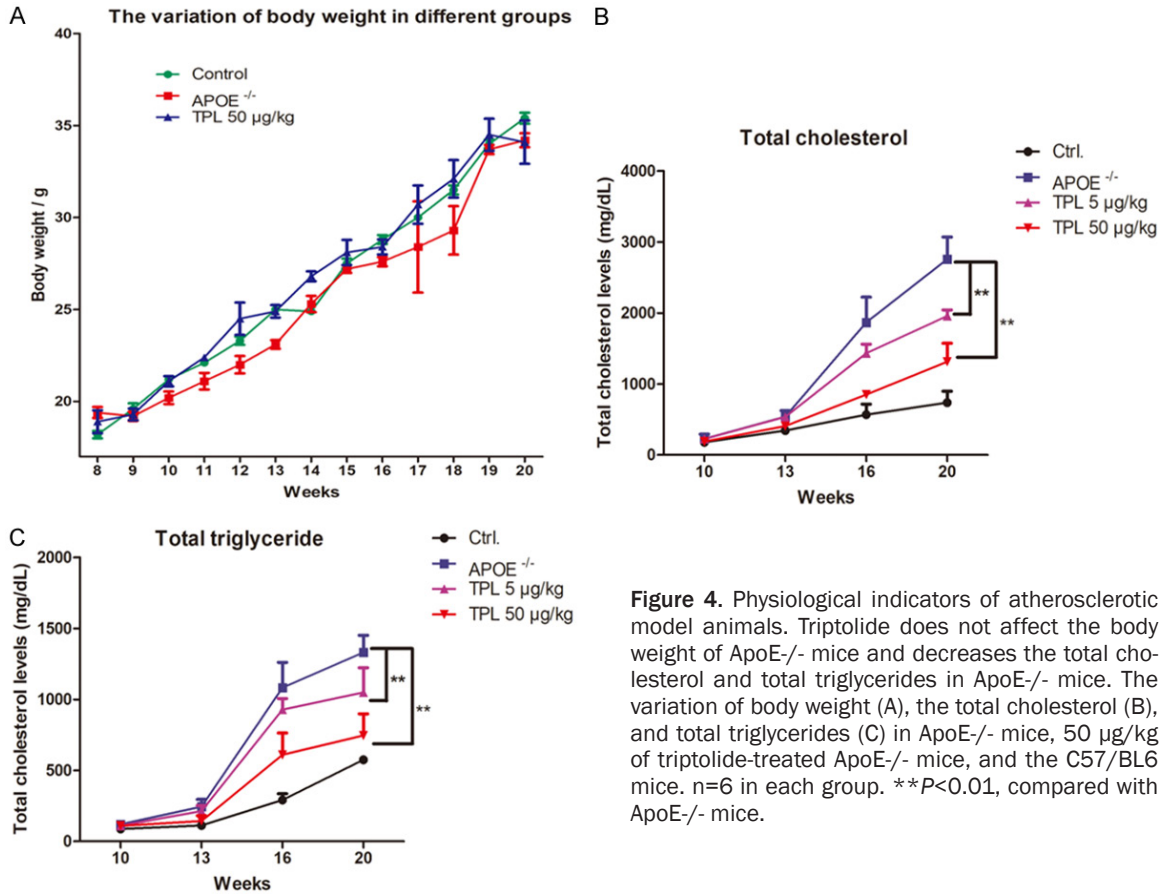 A
The variation of body weight in different groups
Control
APOE -/-
TPL 50 µg/kg
Body weight / g
40
35
30
25
20
8 9 10 11 12 13 14 15 16 17 18 19 20
Weeks
B
Total cholesterol
Ctrl.
APOE -/-
TPL 5 µg/kg
TPL 50 µg/kg
Total cholesterol levels (mg/dL)
4000
3000
2000
1000
0
**
**
10 13 16 20
Weeks
C
Total triglyceride
Ctrl.
APOE -/-
TPL 5 µg/kg
TPL 50 µg/kg
Total cholesterol levels (mg/dL)
2000
1500
1000
500
0
**
**
10 13 16 20
Weeks
Figure 4. Physiological indicators of atherosclerotic
model animals. Triptolide does not affect the body
weight of ApoE-/- mice and decreases the total cho-
lesterol and total triglycerides in ApoE-/- mice. The
variation of body weight (A), the total cholesterol (B),
and total triglycerides (C) in ApoE-/- mice, 50 µg/kg
of triptolide-treated ApoE-/- mice, and the C57/BL6
mice. n=6 in each group. **P<0.01, compared with
ApoE-/- mice.